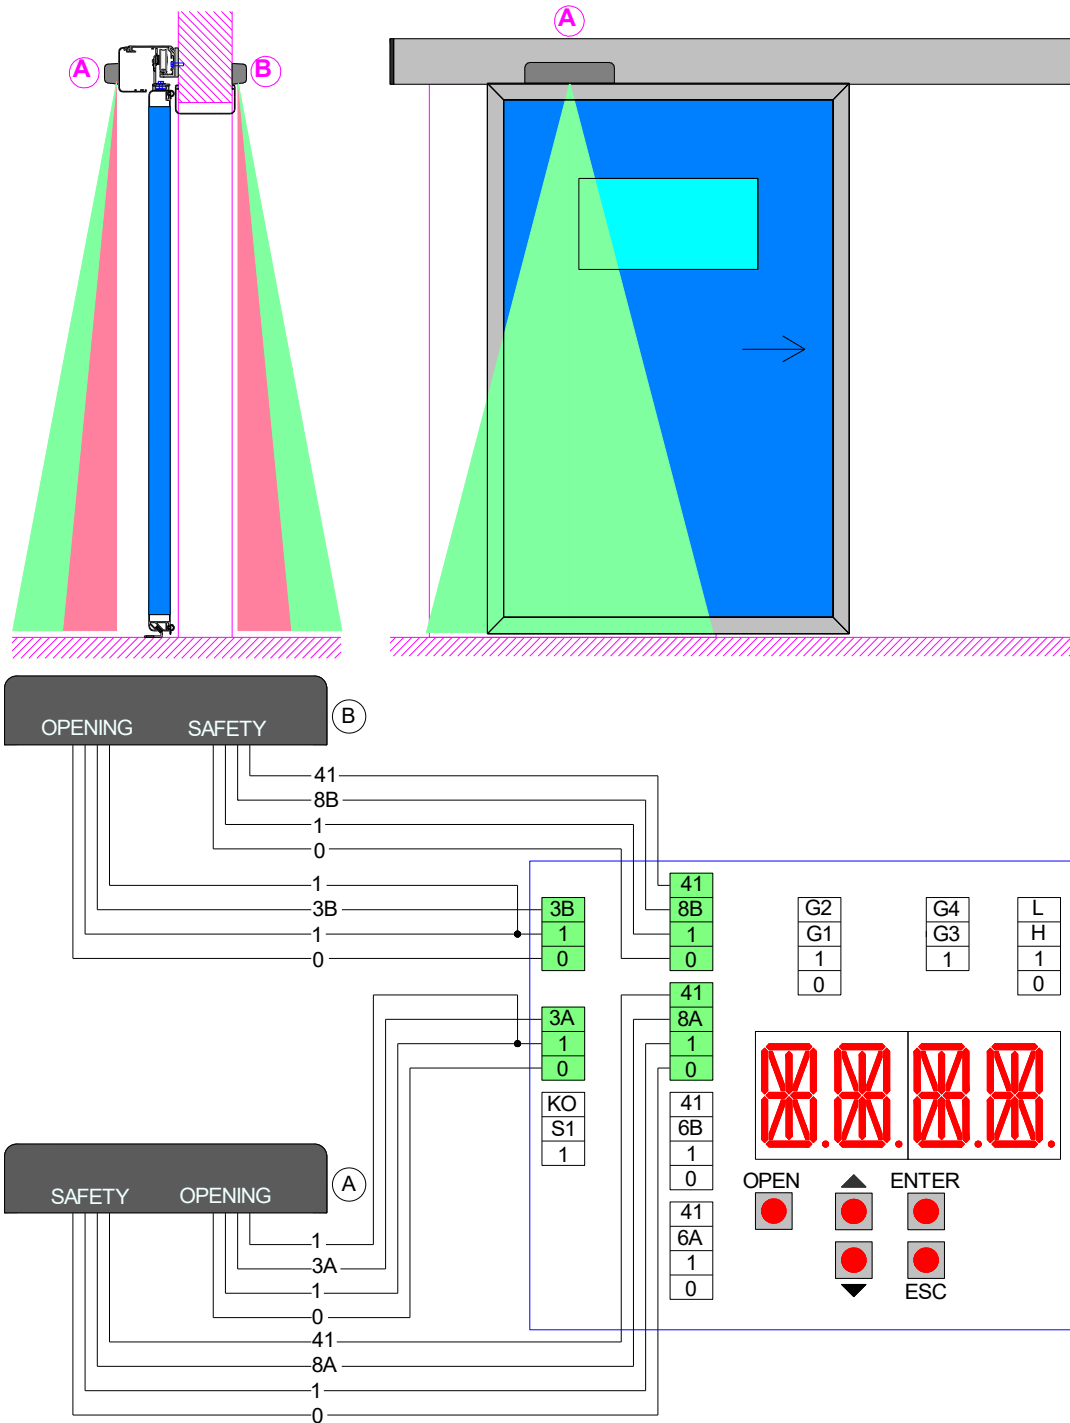 A
A
B
OPENING SAFETY
B
41
8B
1
0
1
3B
1
0
3B
1
0
41
8B
1
0
G2
G1
1
0
G4
G3
1
L
H
1
0
3A
1
0
41
8A
1
0
KO
S1
1
41
6B
1
0
41
6A
1
0
OPEN
ENTER
ESC
SAFETY OPENING
A
1
3A
1
0
41
8A
1
0